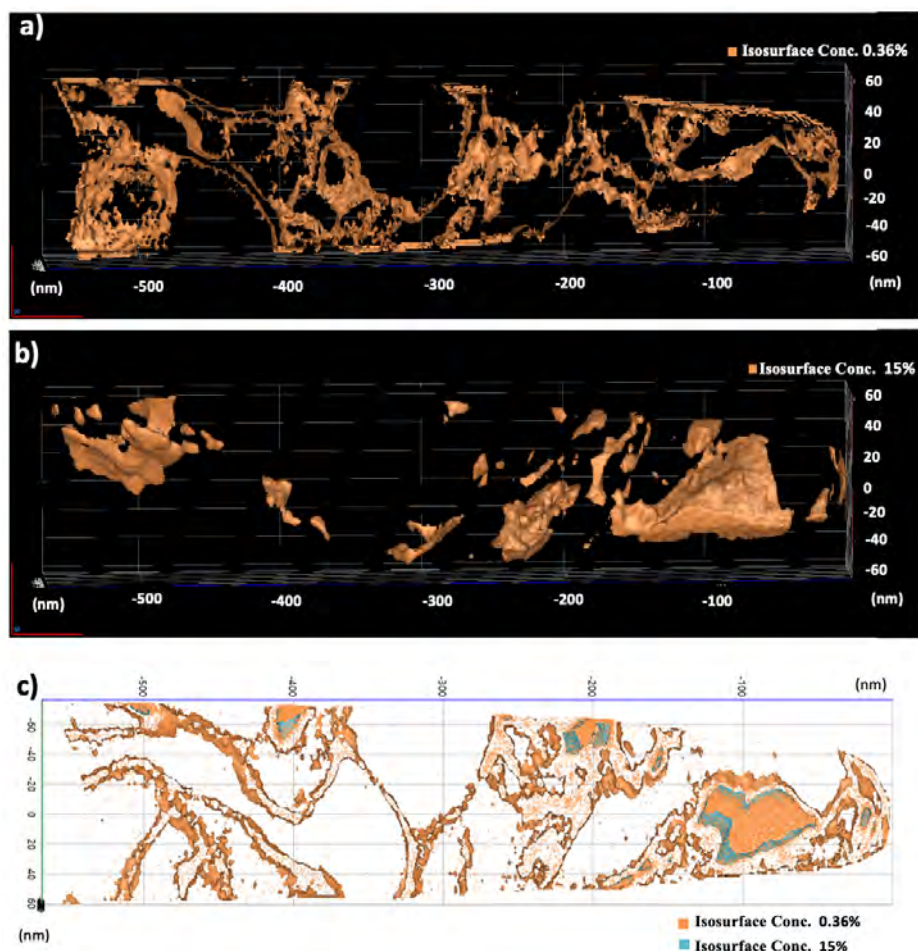 a)
Isosurface Conc. 0.36%
60
40
20
0
-20
-40
-60
(nm) -500 -400 -300 -200 -100 (nm)
b)
Isosurface Conc. 15%
60
40
20
0
-20
-40
-60
(nm) -500 -400 -300 -200 -100 (nm)
c)
-500 -400 -300 -200 -100 (nm)
-60
-40
-20
0
20
40
60
(nm)
Isosurface Conc. 0.36%
Isosurface Conc. 15%